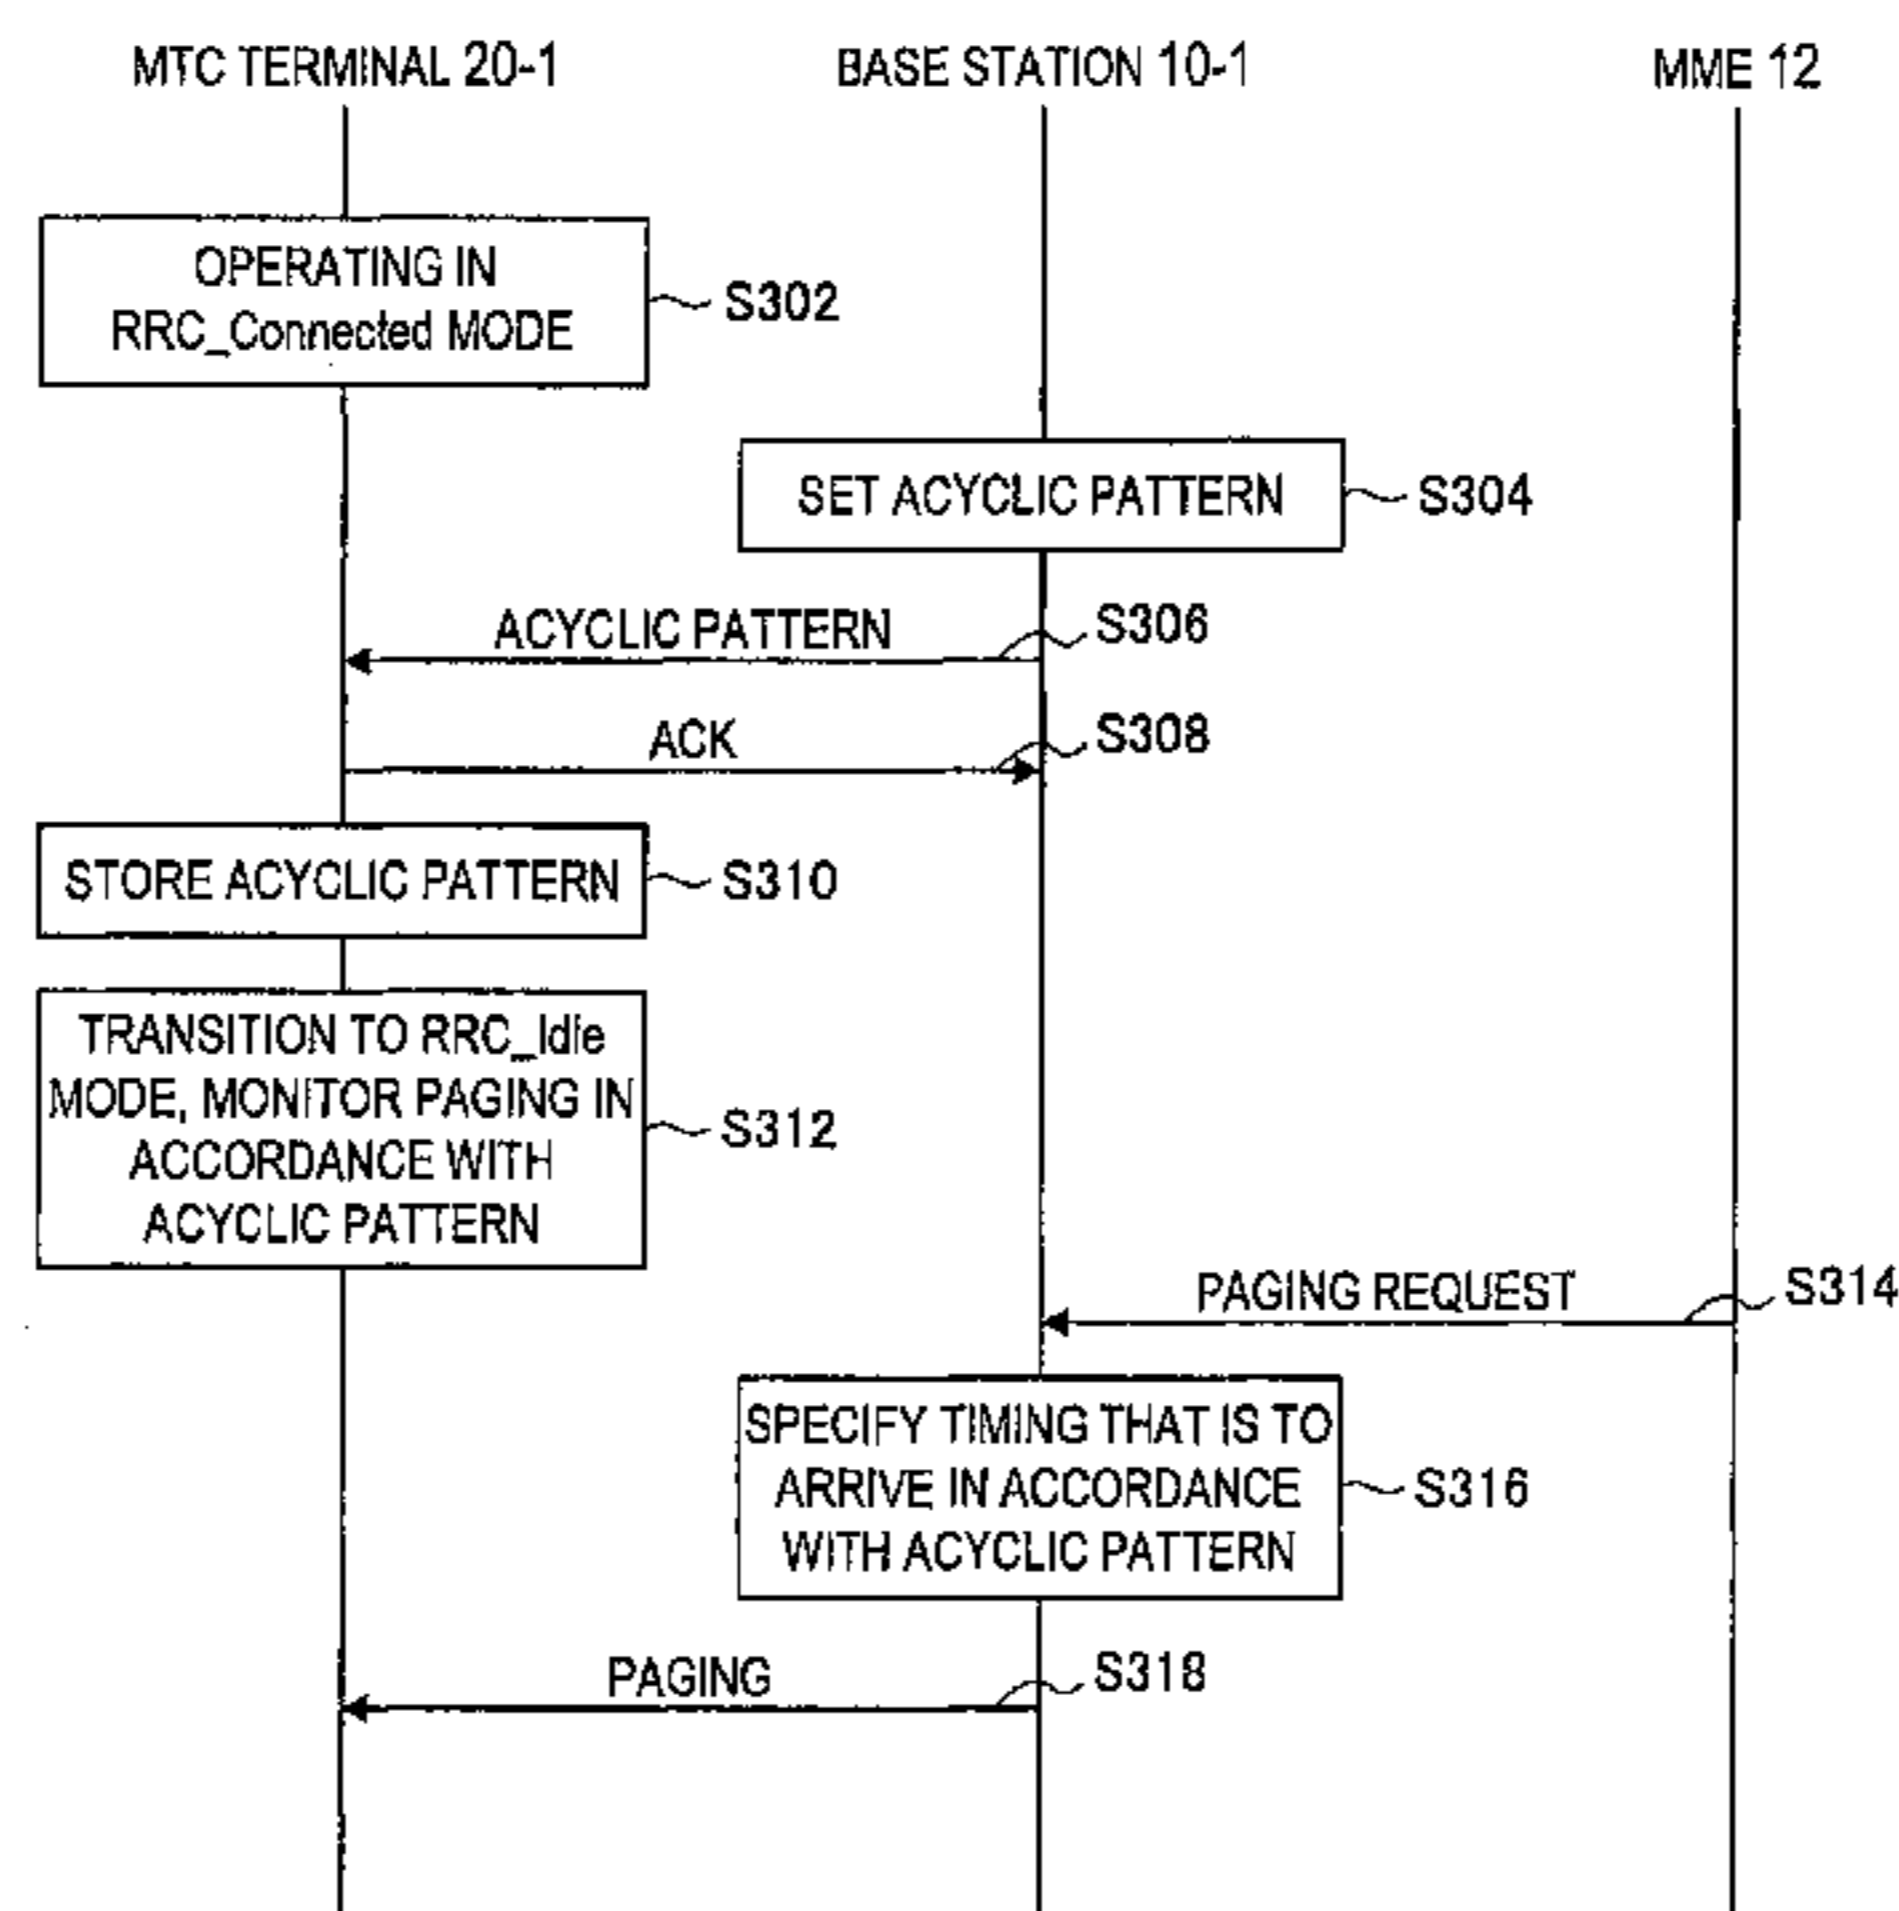 MTC TERMINAL 20-1
BASE STATION 10-1
MME 12
OPERATING IN
RRC_Connected MODE
S302
SET ACYCLIC PATTERN
S304
ACYCLIC PATTERN
S306
ACK
S308
STORE ACYCLIC PATTERN
S310
TRANSITION TO RRC_Idle
MODE, MONITOR PAGING IN
ACCORDANCE WITH
ACYCLIC PATTERN
S312
PAGING REQUEST
S314
SPECIFY TIMING THAT IS TO
ARRIVE IN ACCORDANCE
WITH ACYCLIC PATTERN
S316
PAGING
S318